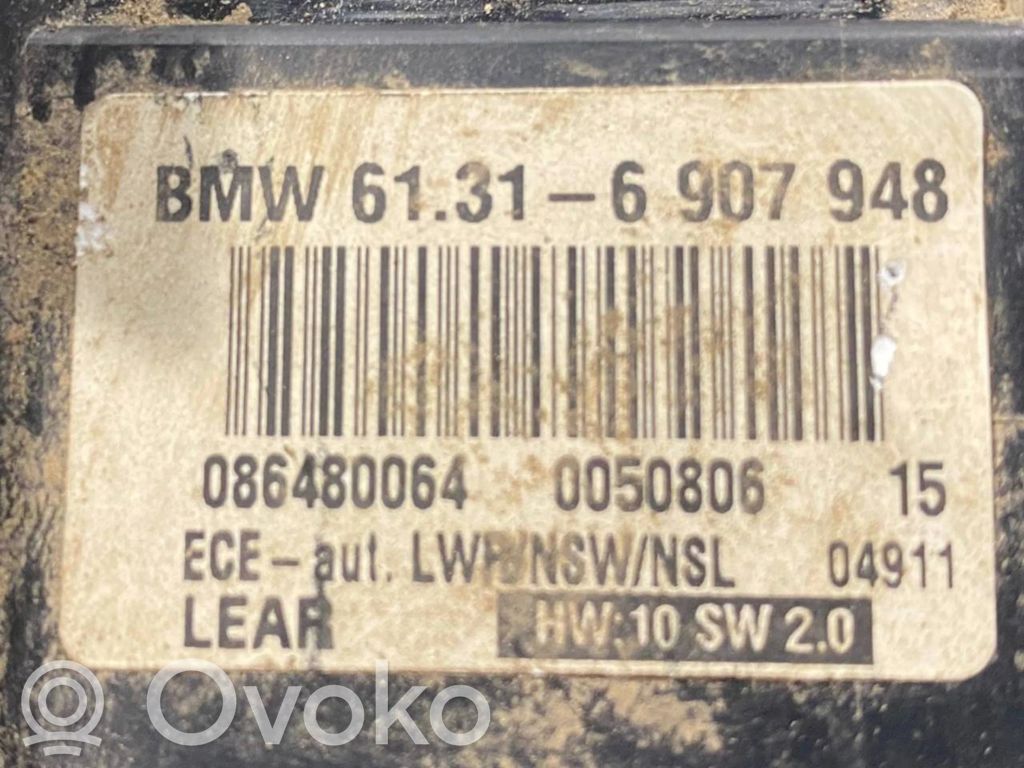 BMW 61.31-6 907 948
086480064 0050806 15
ECE-aut. LWR/NSW/NSL 04911
LEAR HW:10 SW 2.0
Ovoko